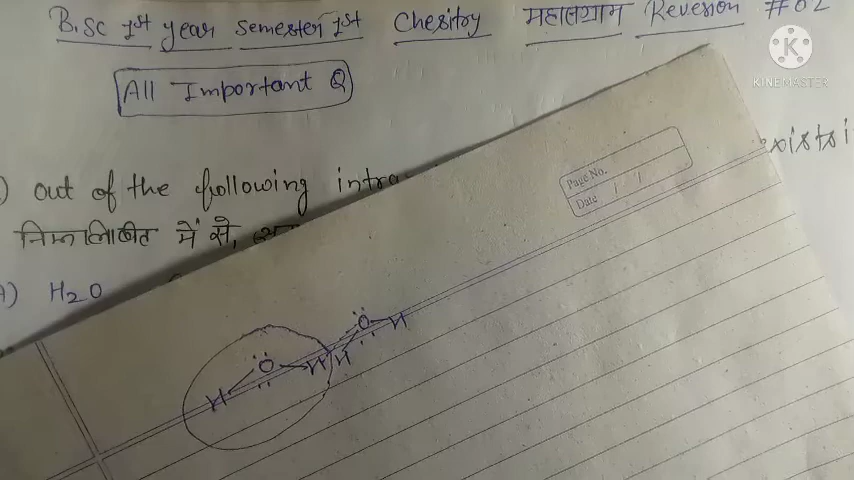 B.sc 1st year semester 1st Chesitry महासंग्राम Revesion #02
KINEMASTER
All Important Q
out of the following intra existsi
में से,
Page No.
Date
A) H2O
H O H H O H